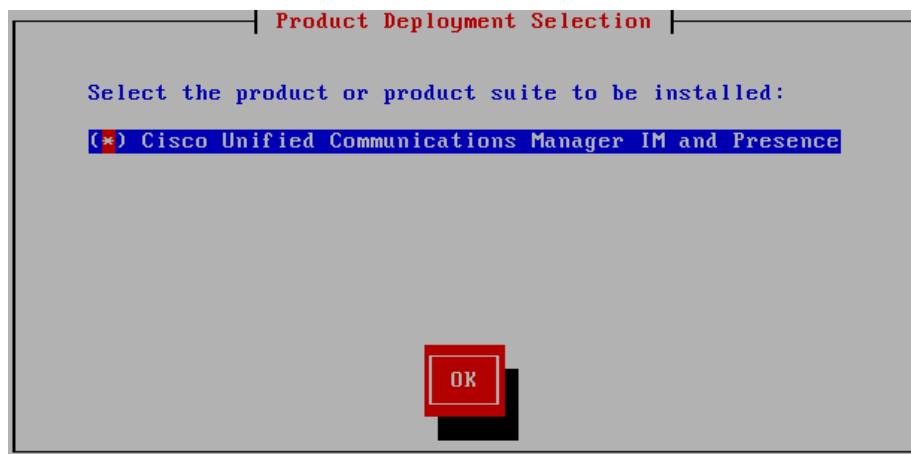 Product Deployment Selection
Select the product or product suite to be installed:
(*) Cisco Unified Communications Manager IM and Presence
OK